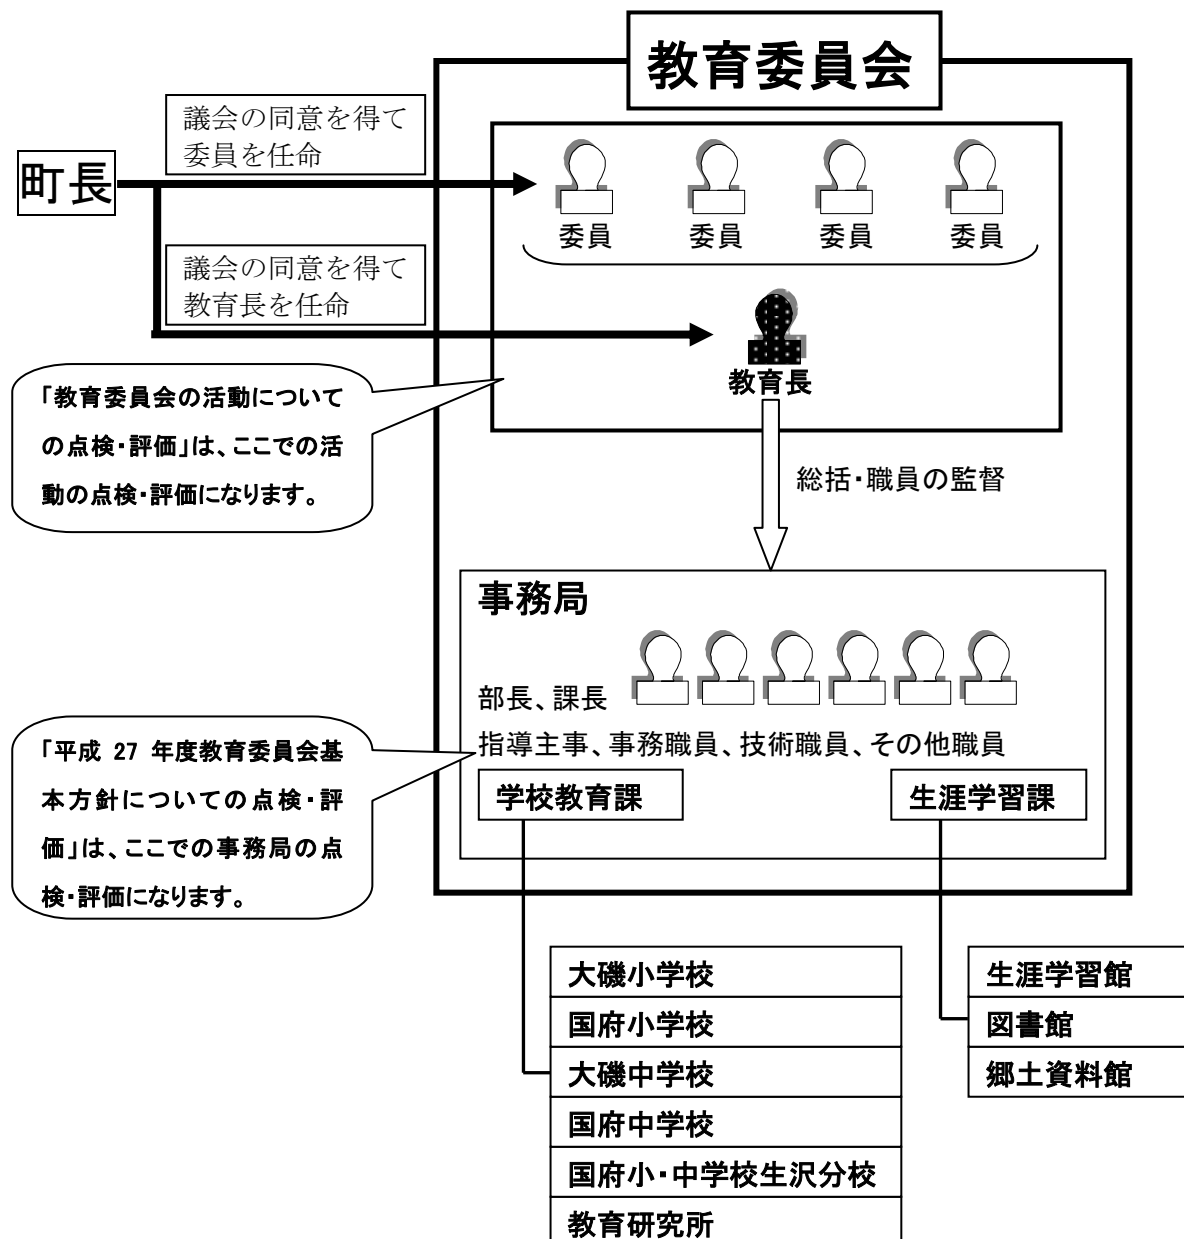 教育委員会
議会の同意を得て
委員を任命
町長
委員
委員
委員
委員
議会の同意を得て
教育長を任命
教育長
「教育委員会の活動について
の点検・評価」は、ここでの活
動の点検・評価になります。
総括・職員の監督
事務局
部長、課長
指導主事、事務職員、技術職員、その他職員
「平成 27 年度教育委員会基
本方針についての点検・評
価」は、ここでの事務局の点
検・評価になります。
学校教育課
生涯学習課
大磯小学校
国府小学校
大磯中学校
国府中学校
国府小・中学校生沢分校
教育研究所
生涯学習館
図書館
郷土資料館